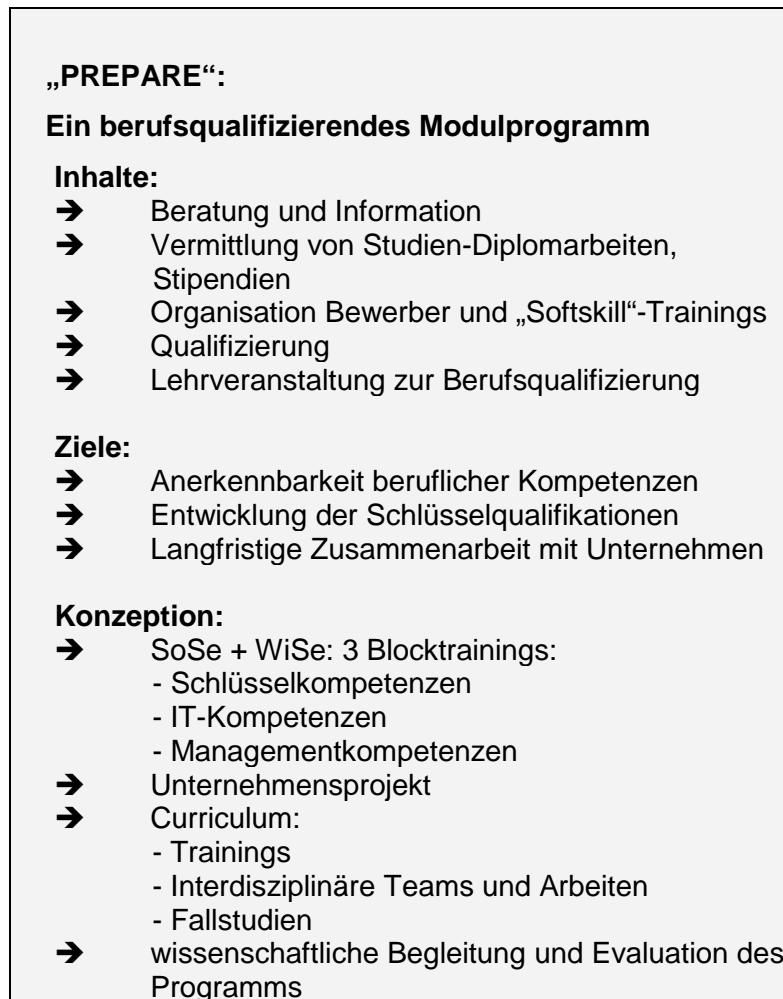 „PREPARE“:
Ein berufsqualifizierendes Modulprogramm
Inhalte:
➔ Beratung und Information
➔ Vermittlung von Studien-Diplomarbeiten,
Stipendien
➔ Organisation Bewerber und „Softskill“-Trainings
➔ Qualifizierung
➔ Lehrveranstaltung zur Berufsqualifizierung
Ziele:
➔ Anerkennbarkeit beruflicher Kompetenzen
➔ Entwicklung der Schlüsselqualifikationen
➔ Langfristige Zusammenarbeit mit Unternehmen
Konzeption:
➔ SoSe + WiSe: 3 Blocktrainings:
- Schlüsselkompetenzen
- IT-Kompetenzen
- Managementkompetenzen
➔ Unternehmensprojekt
➔ Curriculum:
- Trainings
- Interdisziplinäre Teams und Arbeiten
- Fallstudien
➔ wissenschaftliche Begleitung und Evaluation des
Programms